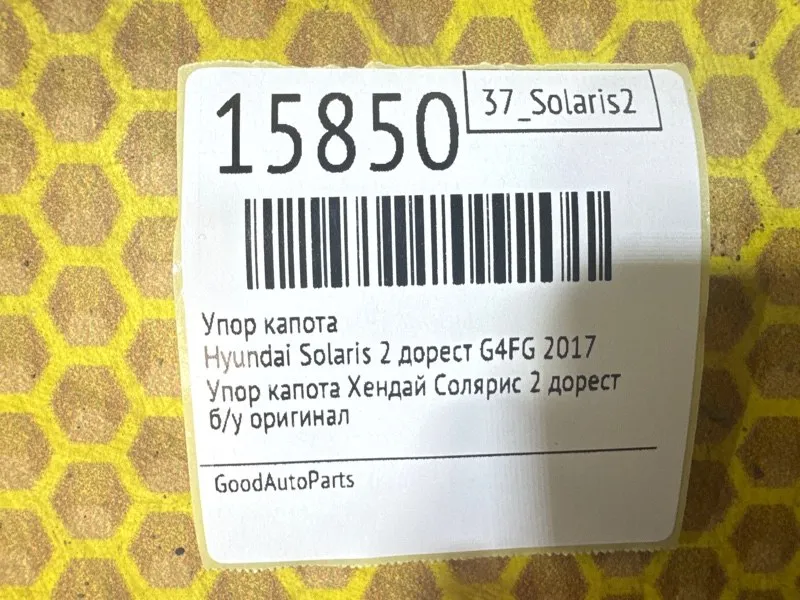 15850
37_Solaris2
Упор капота
Hyundai Solaris 2 дорест G4FG 2017
Упор капота Хендай Солярис 2 дорест
б/у оригинал
GoodAutoParts